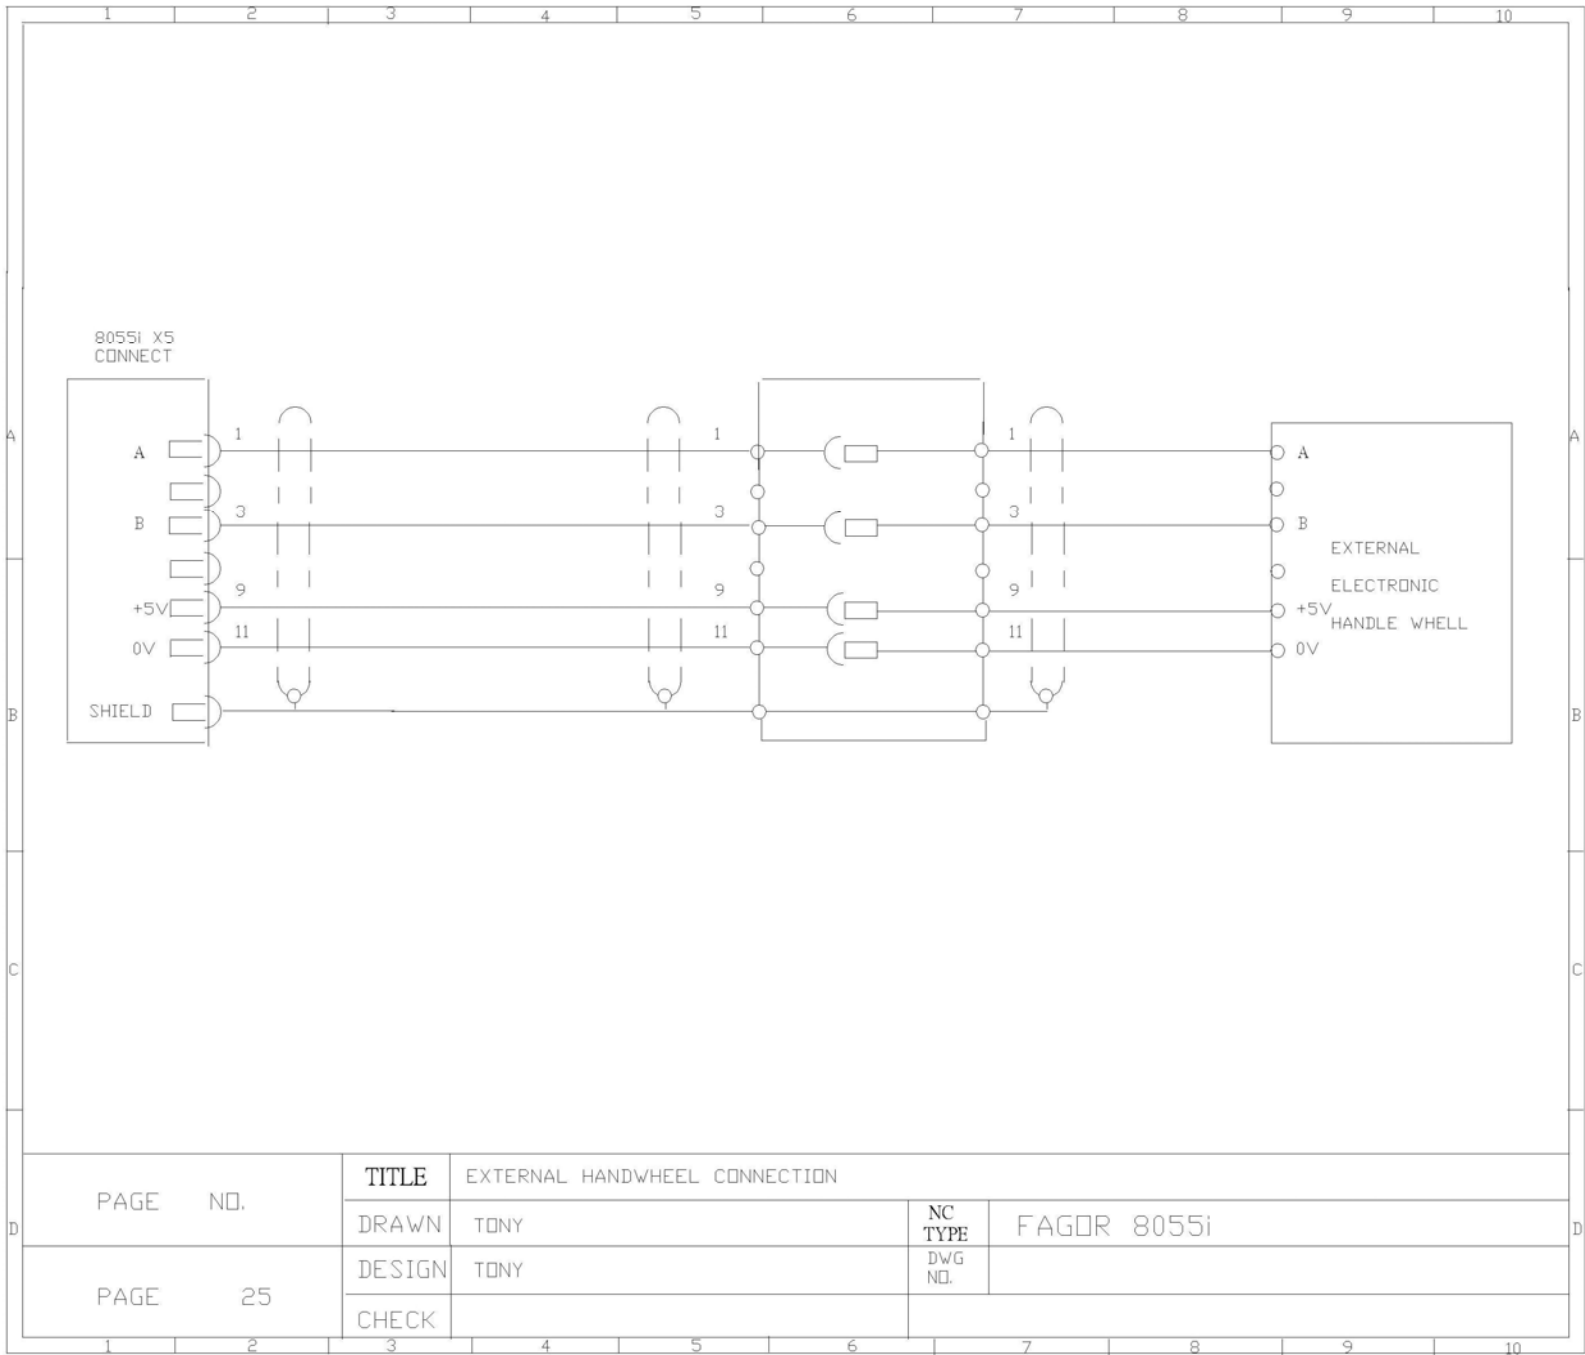 1 2 3 4 5 6 7 8 9 10
8055i X5
CONNECT
A 1 1 1 A
A A
B 3 3 3 B
EXTERNAL
ELECTRONIC
+5V 9 9 9 +5V
HANDLE WHELL
0V 11 11 11 0V
B SHIELD B
C C
PAGE NO.
TITLE EXTERNAL HANDWHEEL CONNECTION
D DRAWN TONY NC TYPE FAGOR 8055i D
DESIGN TONY DWG NO.
PAGE 25
CHECK
1 2 3 4 5 6 7 8 9 10